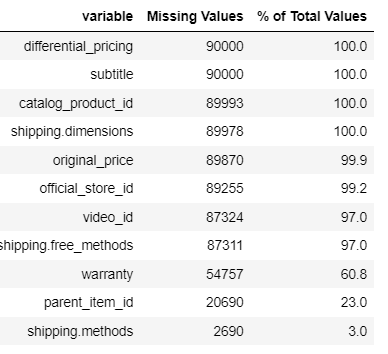 variable Missing Values % of Total Values
differential_pricing 90000 100.0
subtitle 90000 100.0
catalog_product_id 89993 100.0
shipping.dimensions 89978 100.0
original_price 89870 99.9
official_store_id 89255 99.2
video_id 87324 97.0
shipping.free_methods 87311 97.0
warranty 54757 60.8
parent_item_id 20690 23.0
shipping.methods 2690 3.0